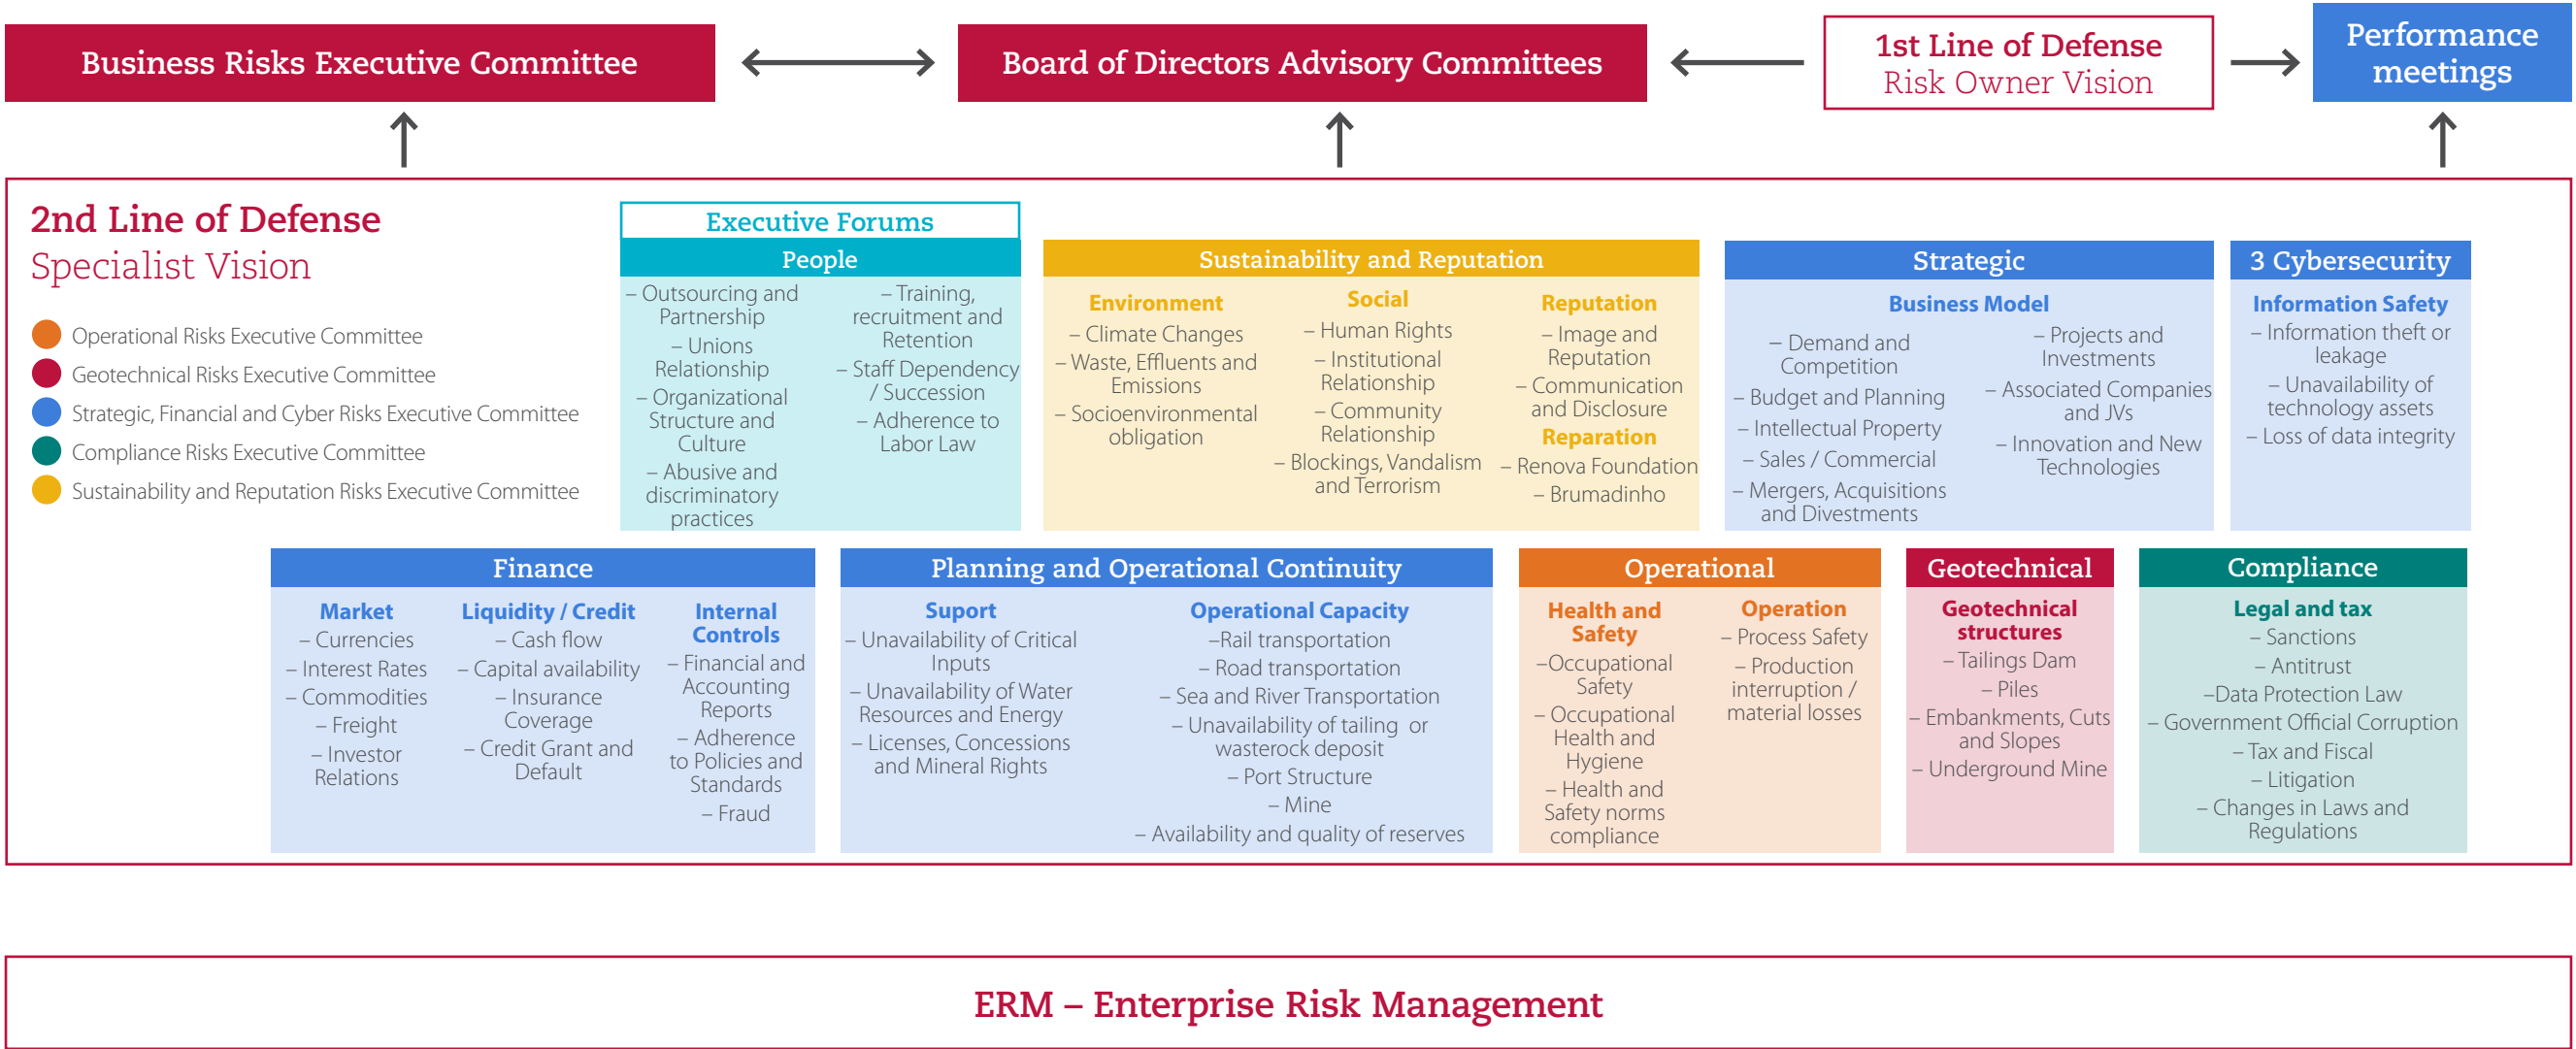 Business Risks Executive Committee
Board of Directors Advisory Committees
1st Line of Defense
Risk Owner Vision
Performance
meetings
2nd Line of Defense
Specialist Vision
Operational Risks Executive Committee
Geotechnical Risks Executive Committee
Strategic, Financial and Cyber Risks Executive Committee
Compliance Risks Executive Committee
Sustainability and Reputation Risks Executive Committee
Executive Forums
People
– Outsourcing and
Partnership
– Unions
Relationship
– Organizational
Structure and
Culture
– Abusive and
discriminatory
practices
– Training,
recruitment and
Retention
– Staff Dependency
/ Succession
– Adherence to
Labor Law
Sustainability and Reputation
Environment
– Climate Changes
– Waste, Effluents and
Emissions
– Socioenvironmental
obligation
Social
– Human Rights
– Institutional
Relationship
– Community
Relationship
– Blockings, Vandalism
and Terrorism
Reputation
– Image and
Reputation
– Communication
and Disclosure
Reparation
– Renova Foundation
– Brumadinho
Strategic
Business Model
– Demand and
Competition
– Budget and Planning
– Intellectual Property
– Sales / Commercial
– Mergers, Acquisitions
and Divestments
– Projects and
Investments
– Associated Companies
and JVs
– Innovation and New
Technologies
3 Cybersecurity
Information Safety
– Information theft or
leakage
– Unavailability of
technology assets
– Loss of data integrity
Finance
Market
– Currencies
– Interest Rates
– Commodities
– Freight
– Investor
Relations
Liquidity / Credit
– Cash flow
– Capital availability
– Insurance
Coverage
– Credit Grant and
Default
Internal
Controls
– Financial and
Accounting
Reports
– Adherence
to Policies and
Standards
– Fraud
Planning and Operational Continuity
Suport
– Unavailability of Critical
Inputs
– Unavailability of Water
Resources and Energy
– Licenses, Concessions
and Mineral Rights
Operational Capacity
–Rail transportation
– Road transportation
– Sea and River Transportation
– Unavailability of tailing or
wasterock deposit
– Port Structure
– Mine
– Availability and quality of reserves
Operational
Health and
Safety
–Occupational
Safety
– Occupational
Health and
Hygiene
– Health and
Safety norms
compliance
Operation
– Process Safety
– Production
interruption /
material losses
Geotechnical
Geotechnical
structures
– Tailings Dam
– Piles
– Embankments, Cuts
and Slopes
– Underground Mine
Compliance
Legal and tax
– Sanctions
– Antitrust
–Data Protection Law
– Government Official Corruption
– Tax and Fiscal
– Litigation
– Changes in Laws and
Regulations
ERM – Enterprise Risk Management